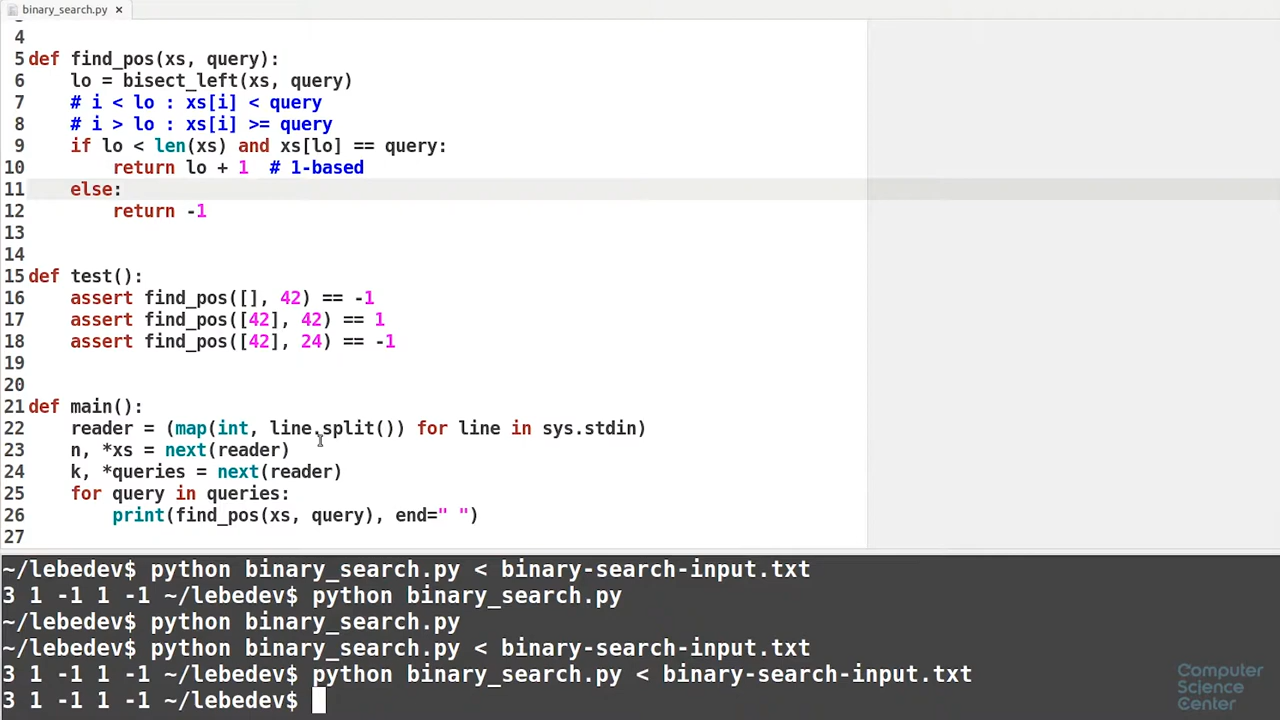 binary_search.py ×
4
5 def find_pos(xs, query):
6     lo = bisect_left(xs, query)
7     # i < lo : xs[i] < query
8     # i > lo : xs[i] >= query
9     if lo < len(xs) and xs[lo] == query:
10         return lo + 1  # 1-based
11     else:
12         return -1
13
14
15 def test():
16     assert find_pos([], 42) == -1
17     assert find_pos([42], 42) == 1
18     assert find_pos([42], 24) == -1
19
20
21 def main():
22     reader = (map(int, line.split()) for line in sys.stdin)
23     n, *xs = next(reader)
24     k, *queries = next(reader)
25     for query in queries:
26         print(find_pos(xs, query), end=" ")
27
~/lebedev$ python binary_search.py < binary-search-input.txt
3 1 -1 1 -1 ~/lebedev$ python binary_search.py
~/lebedev$ python binary_search.py
~/lebedev$ python binary_search.py < binary-search-input.txt
3 1 -1 1 -1 ~/lebedev$ python binary_search.py < binary-search-input.txt
3 1 -1 1 -1 ~/lebedev$
Computer
Science
Center